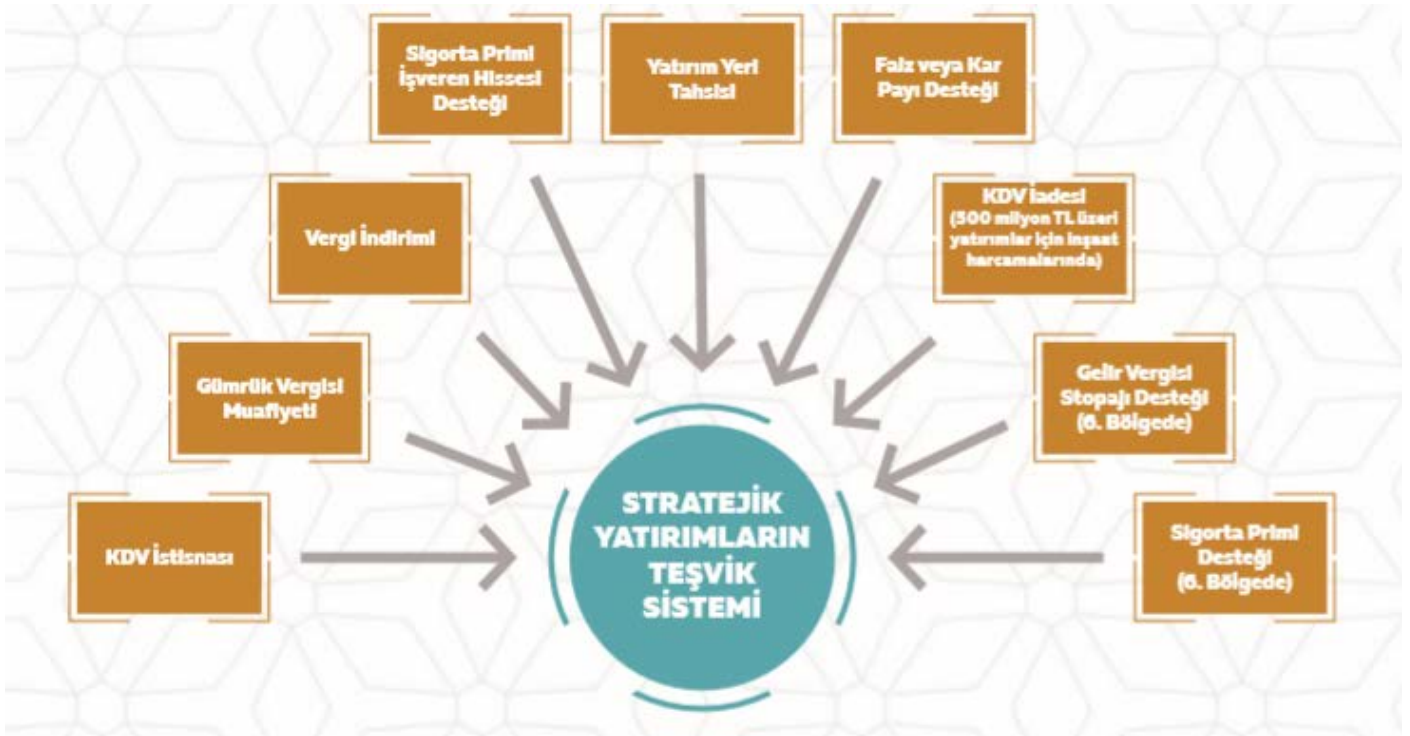 Sigorta Primi
İşveren Hissesi
Desteği
Yatırım Yeri
Tahsisi
Faiz veya Kar
Payı Desteği
Vergi İndirimi
KDV İadesi
(500 milyon TL üzeri
yatırımlar için inşaat
harcamalarında)
Gümrük Vergisi
Muafiyeti
Gelir Vergisi
Stopajı Desteği
(6. Bölgede)
KDV İstisnası
STRATEJİK
YATIRIMLARIN
TEŞVİK
SİSTEMİ
Sigorta Primi
Desteği
(6. Bölgede)